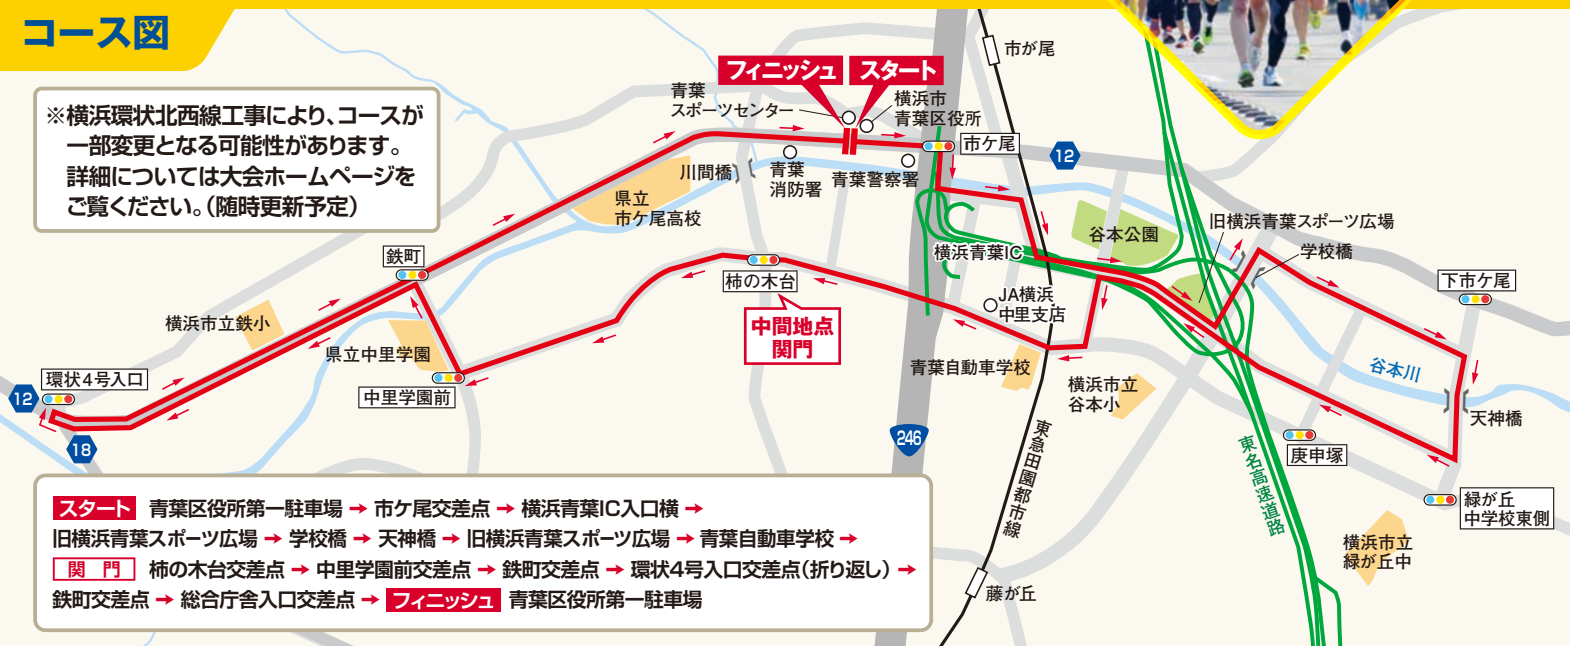 コース図
※横浜環状北西線工事により、コースが
一部変更となる可能性があります。
詳細については大会ホームページを
ご覧ください。（随時更新予定）
フィニッシュ
スタート
市が尾
青葉
スポーツセンター
横浜市
青葉区役所
市ケ尾
12
川間橋
青葉
消防署
青葉警察署
県立
市ケ尾高校
谷本公園
旧横浜青葉スポーツ広場
学校橋
鉄町
横浜青葉IC
柿の木台
下市ケ尾
JA横浜
中里支店
中間地点
関門
横浜市立鉄小
県立中里学園
青葉自動車学校
谷本川
環状4号入口
中里学園前
横浜市立
谷本小
12
天神橋
18
246
東急田園都市線
東名高速道路
庚申塚
緑が丘
中学校東側
横浜市立
緑が丘中
藤が丘
スタート 青葉区役所第一駐車場 → 市ケ尾交差点 → 横浜青葉IC入口横 →
旧横浜青葉スポーツ広場 → 学校橋 → 天神橋 → 旧横浜青葉スポーツ広場 → 青葉自動車学校 →
関門 柿の木台交差点 → 中里学園前交差点 → 鉄町交差点 → 環状4号入口交差点（折り返し） →
鉄町交差点 → 総合庁舎入口交差点 → フィニッシュ 青葉区役所第一駐車場